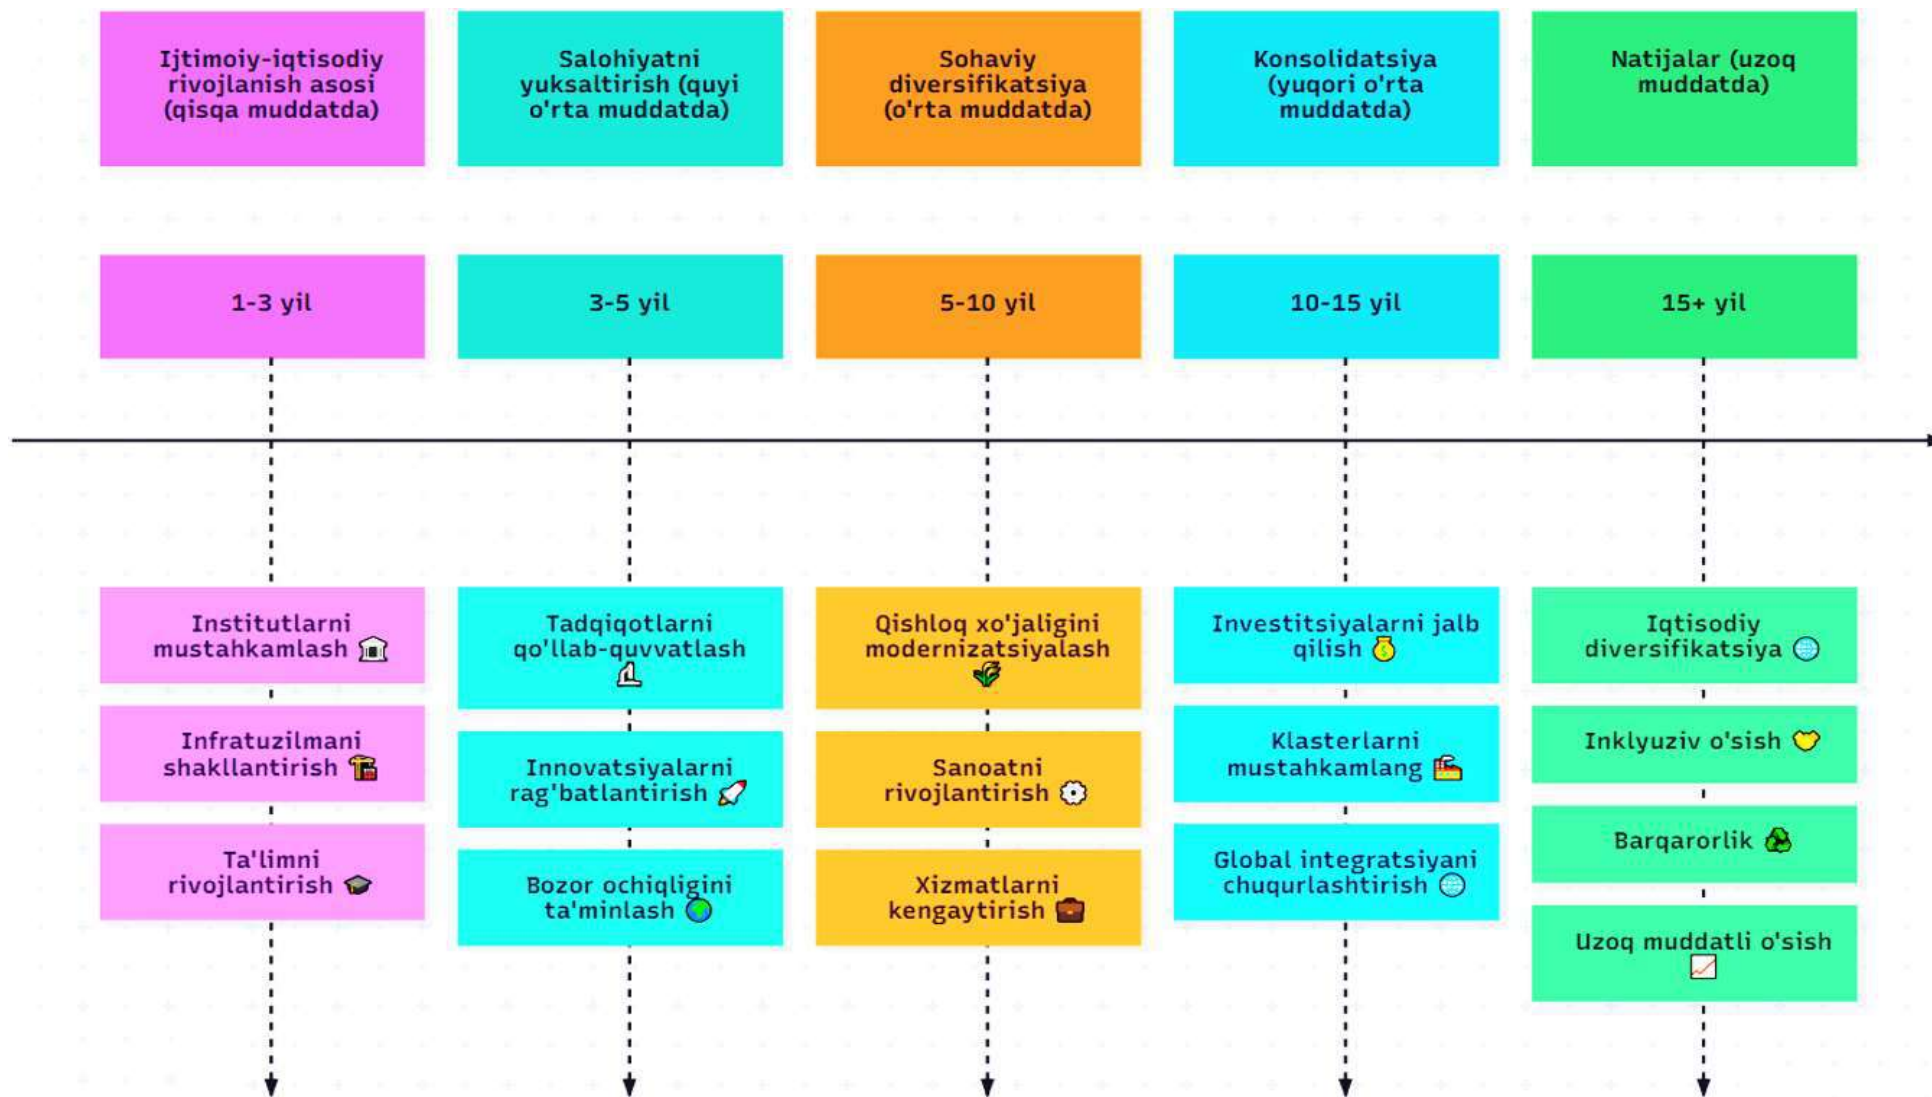 Ijtimoiy-iqtisodiy
rivojlanish asosi
(qisqa muddatda)
Salohiyatni
yuksaltirish (quyi
o'rta muddatda)
Sohaviy
diversifikatsiya
(o'rta muddatda)
Konsolidatsiya
(yuqori o'rta
muddatda)
Natijalar (uzoq
muddatda)
1-3 yil
3-5 yil
5-10 yil
10-15 yil
15+ yil
Institutlarni
mustahkamlash
Infratuzilmani
shakllantirish
Ta'limni
rivojlantirish
Tadqiqotlarni
qo'llab-quvvatlash
Innovatsiyalarni
rag'batlantirish
Bozor ochiqligini
ta'minlash
Qishloq xo'jaligini
modernizatsiyalash
Sanoatni
rivojlantirish
Xizmatlarni
kengaytirish
Investitsiyalarni jalb
qilish
Klasterlarni
mustahkamlang
Global integratsiyani
chuqurlashtirish
Iqtisodiy
diversifikatsiya
Inklyuziv o'sish
Barqarorlik
Uzoq muddatli o'sish